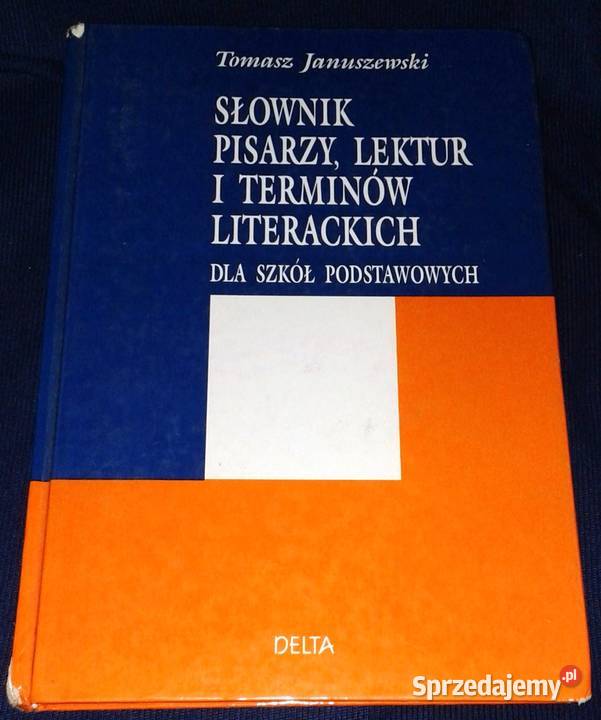 Tomasz Januszewski
SŁOWNIK
PISARZY, LEKTUR
I TERMINÓW
LITERACKICH
DLA SZKÓŁ PODSTAWOWYCH
DELTA
Sprzedajemy.pl